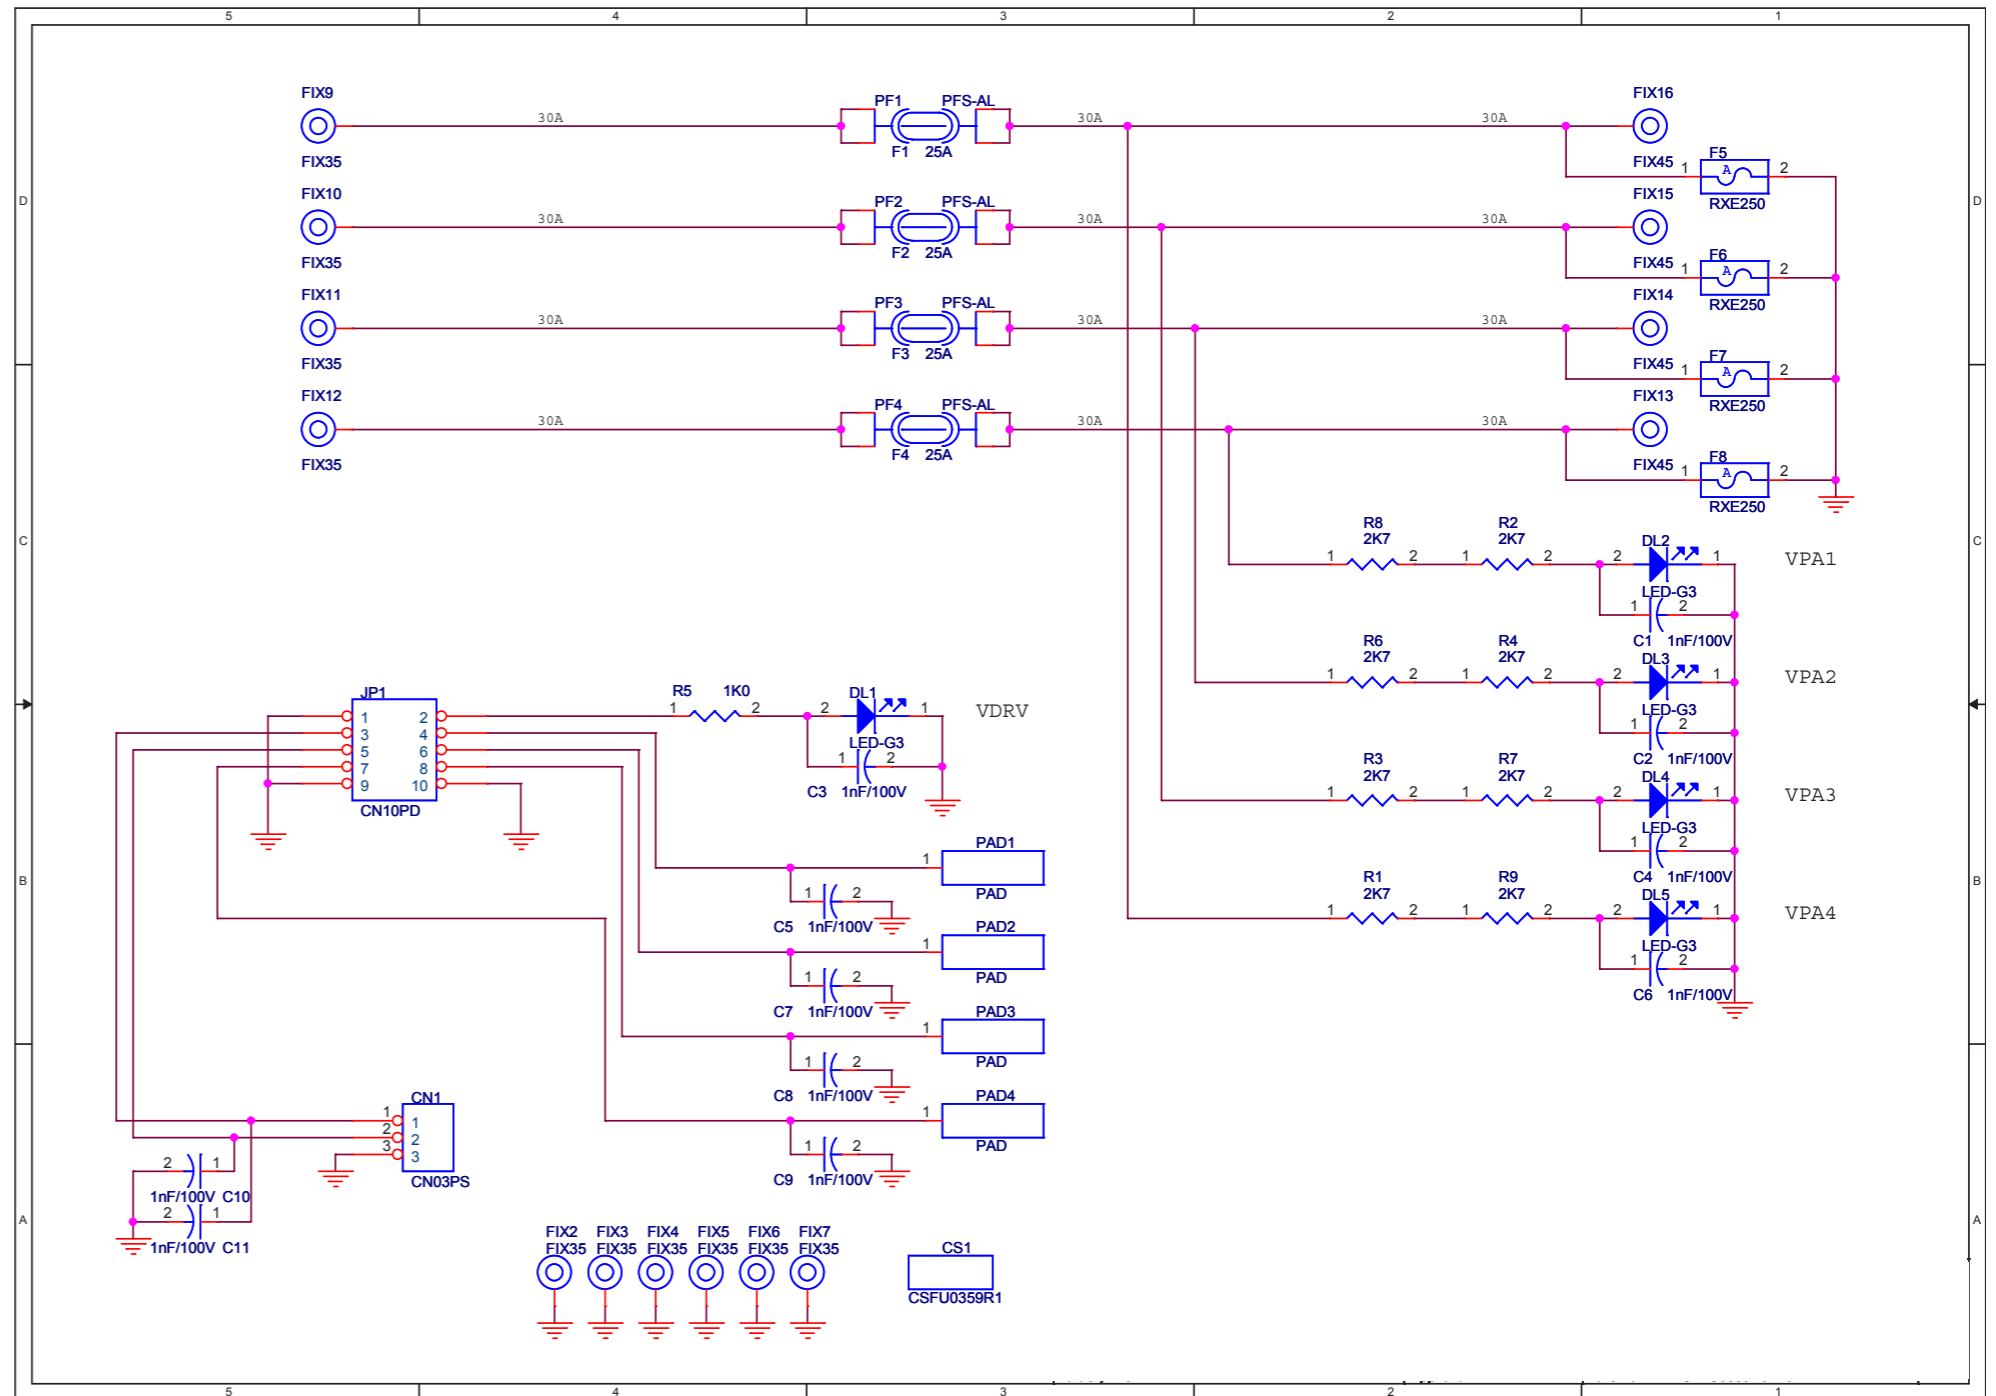 5 4 3 2 1
FIX9 PF1 PFS-AL FIX16
30A 30A 30A
FIX35 F1 25A FIX45 1 F5 2
A
RXE250
FIX10 PF2 PFS-AL FIX15
30A 30A 30A
D D
FIX35 F2 25A FIX45 1 F6 2
A
RXE250
FIX11 PF3 PFS-AL FIX14
30A 30A 30A
FIX35 F3 25A FIX45 1 F7 2
A
RXE250
FIX12 PF4 PFS-AL FIX13
30A 30A 30A
FIX35 F4 25A FIX45 1 F8 2
A
RXE250
R8 R2
2K7 2K7 DL2
C C
1 2 1 2 2 1 VPA1
LED-G3
1 2
C1 1nF/100V
R6 R4
2K7 2K7 DL3
1 2 1 2 2 1 VPA2
LED-G3
1 2
C2 1nF/100V
R3 R7
2K7 2K7 DL4
1 2 1 2 2 1 VPA3
LED-G3
1 2
C4 1nF/100V
R1 R9
2K7 2K7 DL5
1 2 1 2 2 1 VPA4
LED-G3
1 2
C6 1nF/100V
JP1 R5 1K0 DL1
1 2 1 2 2 1 VDRV
3 4
LED-G3
5 6
7 8 1 2
9 10
C3 1nF/100V
CN10PD
PAD1
1
PAD
B B
1 2
C5 1nF/100V
PAD2
1
PAD
1 2
C7 1nF/100V
PAD3
1
PAD
1 2
C8 1nF/100V
PAD4
1
PAD
1 2
C9 1nF/100V
CN1
1 1
2 2
3 3
CN03PS
2 1
1nF/100V C10
2 1
1nF/100V C11
A A
FIX2 FIX3 FIX4 FIX5 FIX6 FIX7
FIX35 FIX35 FIX35 FIX35 FIX35 FIX35
CS1
CSFU0359R1
5 4 3 2 1